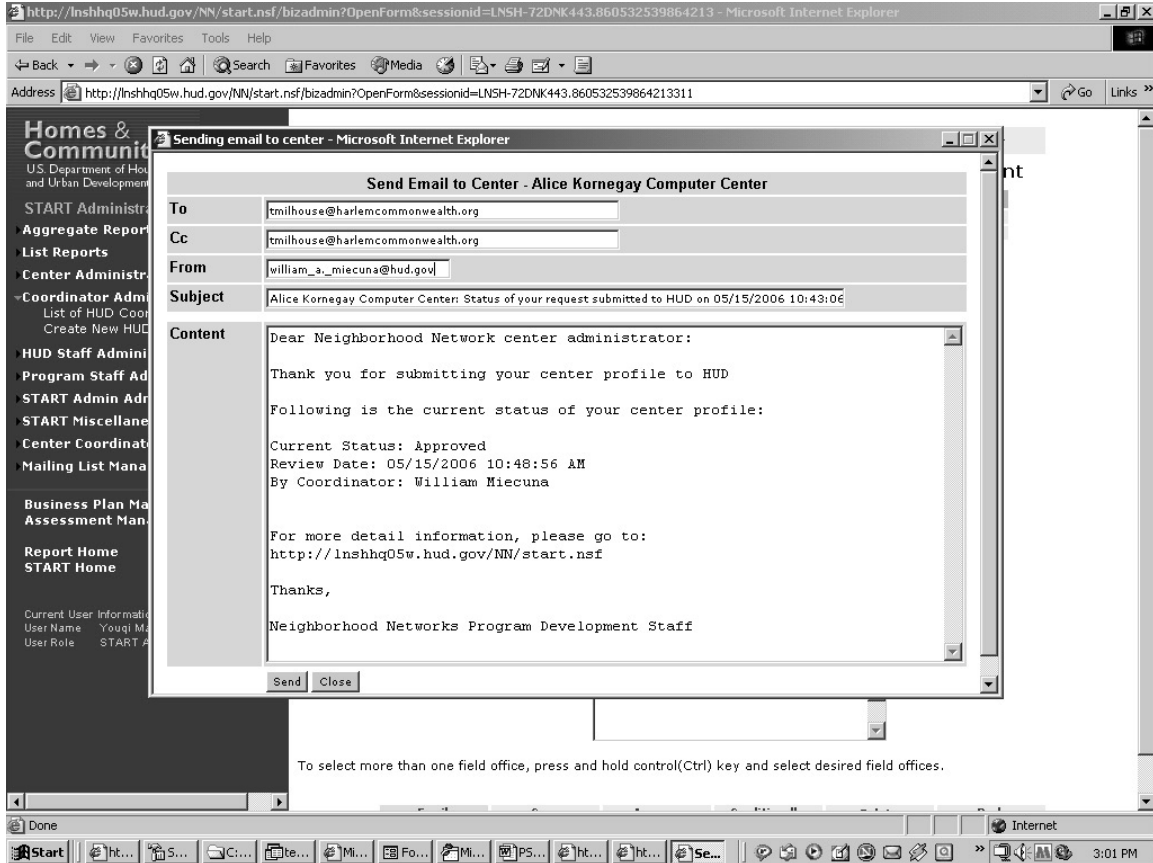 http://lnshhq05w.hud.gov/NN/start.nsf/bizadmin?OpenForm&sessionid=LNSH-72DNK443.860532539864213 - Microsoft Internet Explorer
File Edit View Favorites Tools Help
Back Search Favorites Media
Address http://lnshhq05w.hud.gov/NN/start.nsf/bizadmin?OpenForm&sessionid=LNSH-72DNK443.860532539864213311 Go Links »
Homes &
Communit
U.S. Department of Hou
and Urban Development
START Administra
Aggregate Report
List Reports
Center Administra
Coordinator Admi
List of HUD Coor
Create New HUD
HUD Staff Admini
Program Staff Ad
START Admin Adr
START Miscellane
Center Coordinat
Mailing List Mana
Business Plan Ma
Assessment Man
Report Home
START Home
Current User Informatio
User Name Youqi Ma
User Role START A
nt
Sending email to center - Microsoft Internet Explorer
Send Email to Center - Alice Kornegay Computer Center
To tmilhouse@harlemcommonwealth.org
Cc tmilhouse@harlemcommonwealth.org
From william_a._miecuna@hud.gov
Subject Alice Kornegay Computer Center: Status of your request submitted to HUD on 05/15/2006 10:43:06
Content
Dear Neighborhood Network center administrator:
Thank you for submitting your center profile to HUD
Following is the current status of your center profile:
Current Status: Approved
Review Date: 05/15/2006 10:48:56 AM
By Coordinator: William Miecuna
For more detail information, please go to:
http://lnshhq05w.hud.gov/NN/start.nsf
Thanks,
Neighborhood Networks Program Development Staff
Send Close
To select more than one field office, press and hold control(Ctrl) key and select desired field offices.
Done Internet
Start ht... S... C:... te... Mi... Fo... Mi... PS... ht... ht... Se... » 3:01 PM